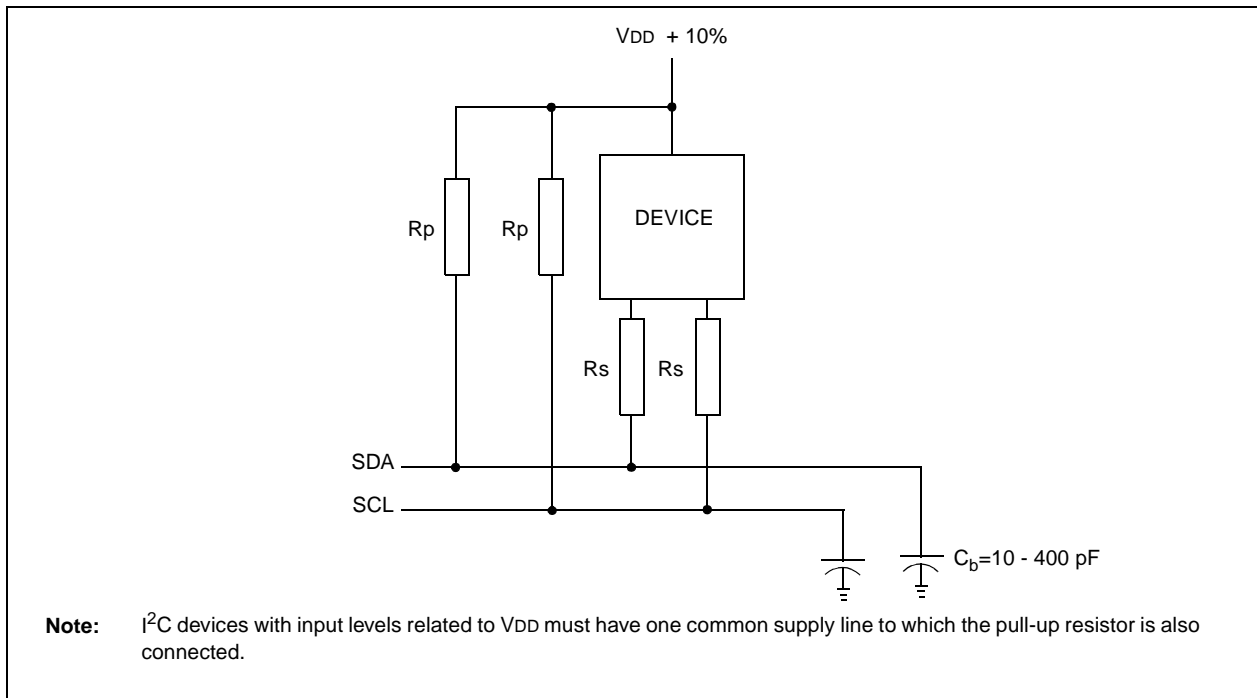 VDD + 10%
DEVICE
Rp Rp
Rs Rs
SDA
SCL
Cb=10 - 400 pF
Note: I2C devices with input levels related to VDD must have one common supply line to which the pull-up resistor is also
connected.